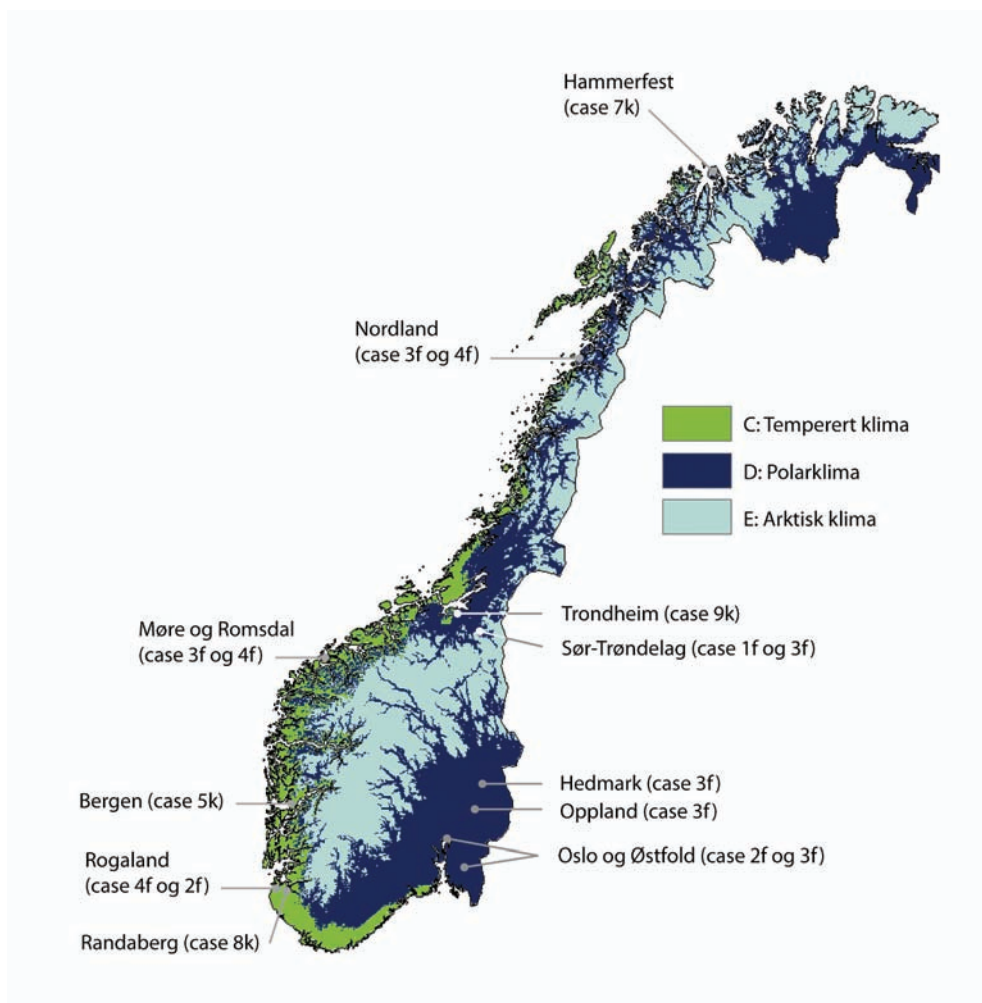 Hammerfest
(case 7k)
Nordland
(case 3f og 4f)
C: Temperert klima
D: Polarklima
E: Arktisk klima
Trondheim (case 9k)
Møre og Romsdal
(case 3f og 4f)
Sør-Trøndelag (case 1f og 3f)
Hedmark (case 3f)
Bergen (case 5k)
Oppland (case 3f)
Oslo og Østfold (case 2f og 3f)
Rogaland
(case 4f og 2f)
Randaberg (case 8k)